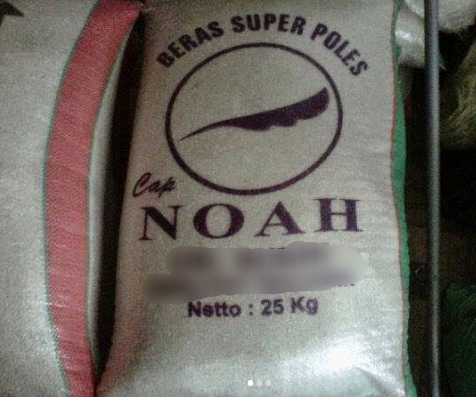 BERAS SUPER POLES
Cap
NOAH
Netto : 25 Kg